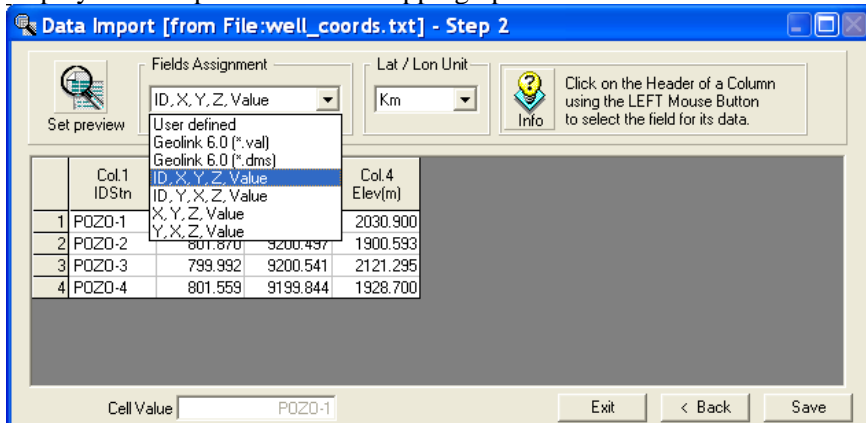 Data Import [from File:well_coords.txt] - Step 2
Fields Assignment
Lat / Lon Unit
ID, X, Y, Z, Value
Km
Set preview
Info
Click on the Header of a Column
using the LEFT Mouse Button
to select the field for its data.
User defined
Geolink 6.0 (*.val)
Geolink 6.0 (*.dms)
ID, X, Y, Z, Value
ID, Y, X, Z, Value
X, Y, Z, Value
Y, X, Z, Value
Col.1 Col.4
IDStn Elev(m)
1 POZO-1 2030.900
2 POZO-2 801.870 9200.497 1900.593
3 POZO-3 799.992 9200.541 2121.295
4 POZO-4 801.559 9199.844 1928.700
Cell Value POZO-1
Exit < Back Save